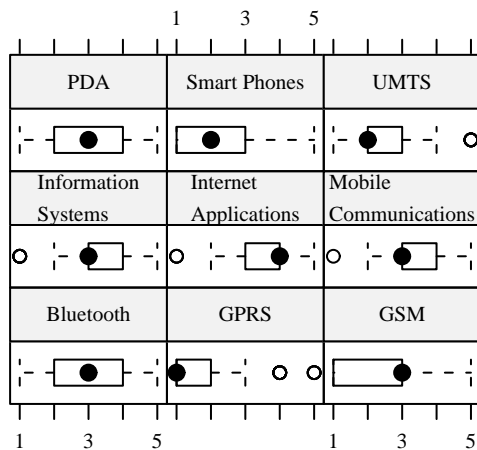 1 3 5
PDA Smart Phones UMTS
Information Internet Mobile
Systems Applications Communications
Bluetooth GPRS GSM
1 3 5 1 3 5